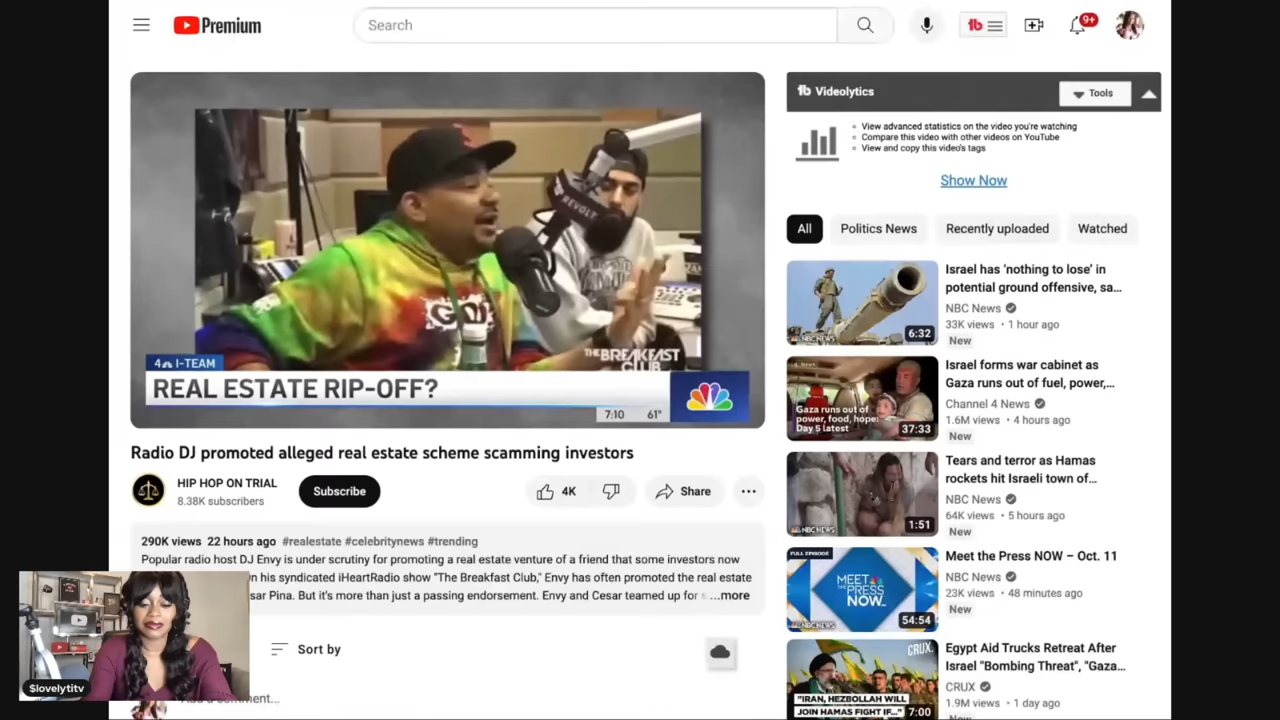 Premium
Search
9+
REVOLT
THE BREAKFAST
CLUB
4 I-TEAM
REAL ESTATE RIP-OFF?
7:10 61°
Radio DJ promoted alleged real estate scheme scamming investors
HIP HOP ON TRIAL
8.38K subscribers
Subscribe
4K
Share
290K views 22 hours ago #realestate #celebritynews #trending
Popular radio host DJ Envy is under scrutiny for promoting a real estate venture of a friend that some investors now
n his syndicated iHeartRadio show "The Breakfast Club," Envy has often promoted the real estate
sar Pina. But it's more than just a passing endorsement. Envy and Cesar teamed up for ...more
Sort by
comment...
$lovelytitv
tb Videolytics
Tools
View advanced statistics on the video you're watching
Compare this video with other videos on YouTube
View and copy this video's tags
Show Now
All
Politics News
Recently uploaded
Watched
NBC NEWS
6:32
Israel has 'nothing to lose' in
potential ground offensive, sa...
NBC News
33K views • 1 hour ago
New
Gaza runs out of
power, food, hope:
Day 5 latest
37:33
Israel forms war cabinet as
Gaza runs out of fuel, power,...
Channel 4 News
1.6M views • 4 hours ago
New
NBC NEWS
1:51
Tears and terror as Hamas
rockets hit Israeli town of...
NBC News
64K views • 5 hours ago
New
FULL EPISODE
MEET
THE PRESS
NOW
NBC NEWS
54:54
Meet the Press NOW – Oct. 11
NBC News
23K views • 48 minutes ago
New
CRUX
"IRAN, HEZBOLLAH WILL
JOIN HAMAS FIGHT IF..."
7:00
Egypt Aid Trucks Retreat After
Israel "Bombing Threat", "Gaza...
CRUX
1.9M views • 1 day ago